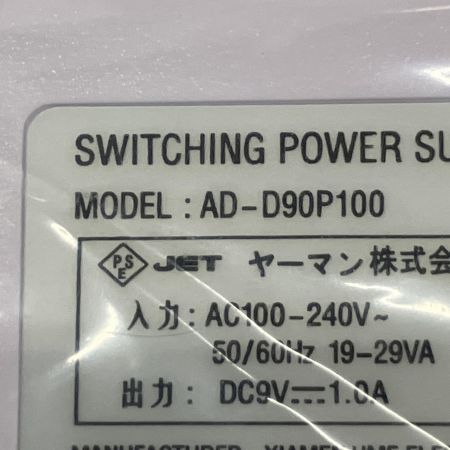 SWITCHING POWER SU
MODEL : AD-D90P100
PSE JET ヤーマン株式会
入力: AC100-240V~
50/60Hz 19-29VA
出力: DC9V⎓1.0A
MANUFACTURER